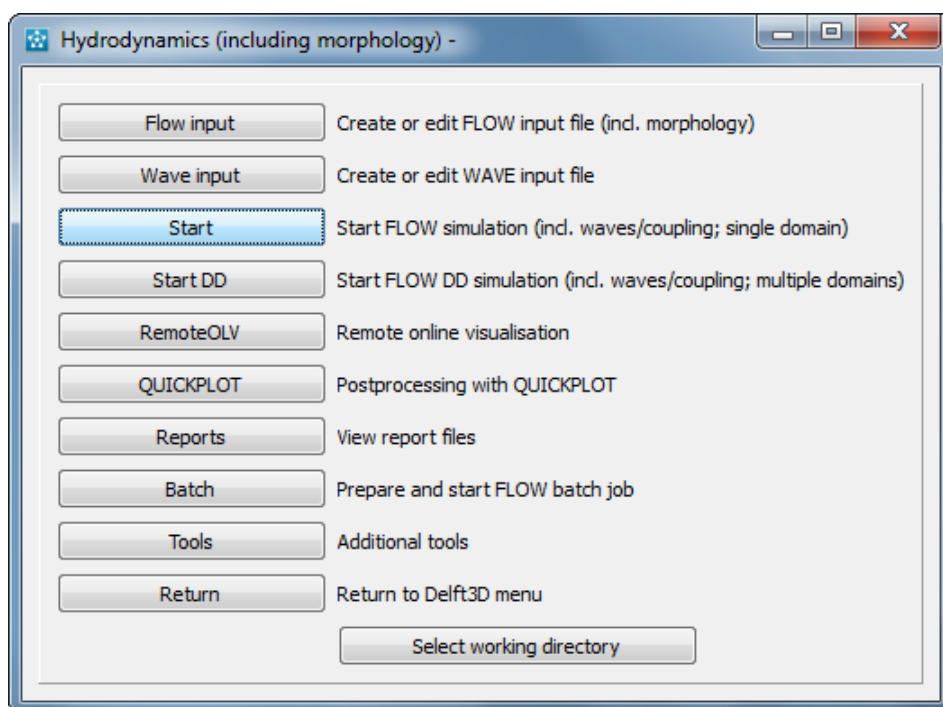 Hydrodynamics (including morphology) -
Flow input Create or edit FLOW input file (incl. morphology)
Wave input Create or edit WAVE input file
Start Start FLOW simulation (incl. waves/coupling; single domain)
Start DD Start FLOW DD simulation (incl. waves/coupling; multiple domains)
RemoteOLV Remote online visualisation
QUICKPLOT Postprocessing with QUICKPLOT
Reports View report files
Batch Prepare and start FLOW batch job
Tools Additional tools
Return Return to Delft3D menu
Select working directory